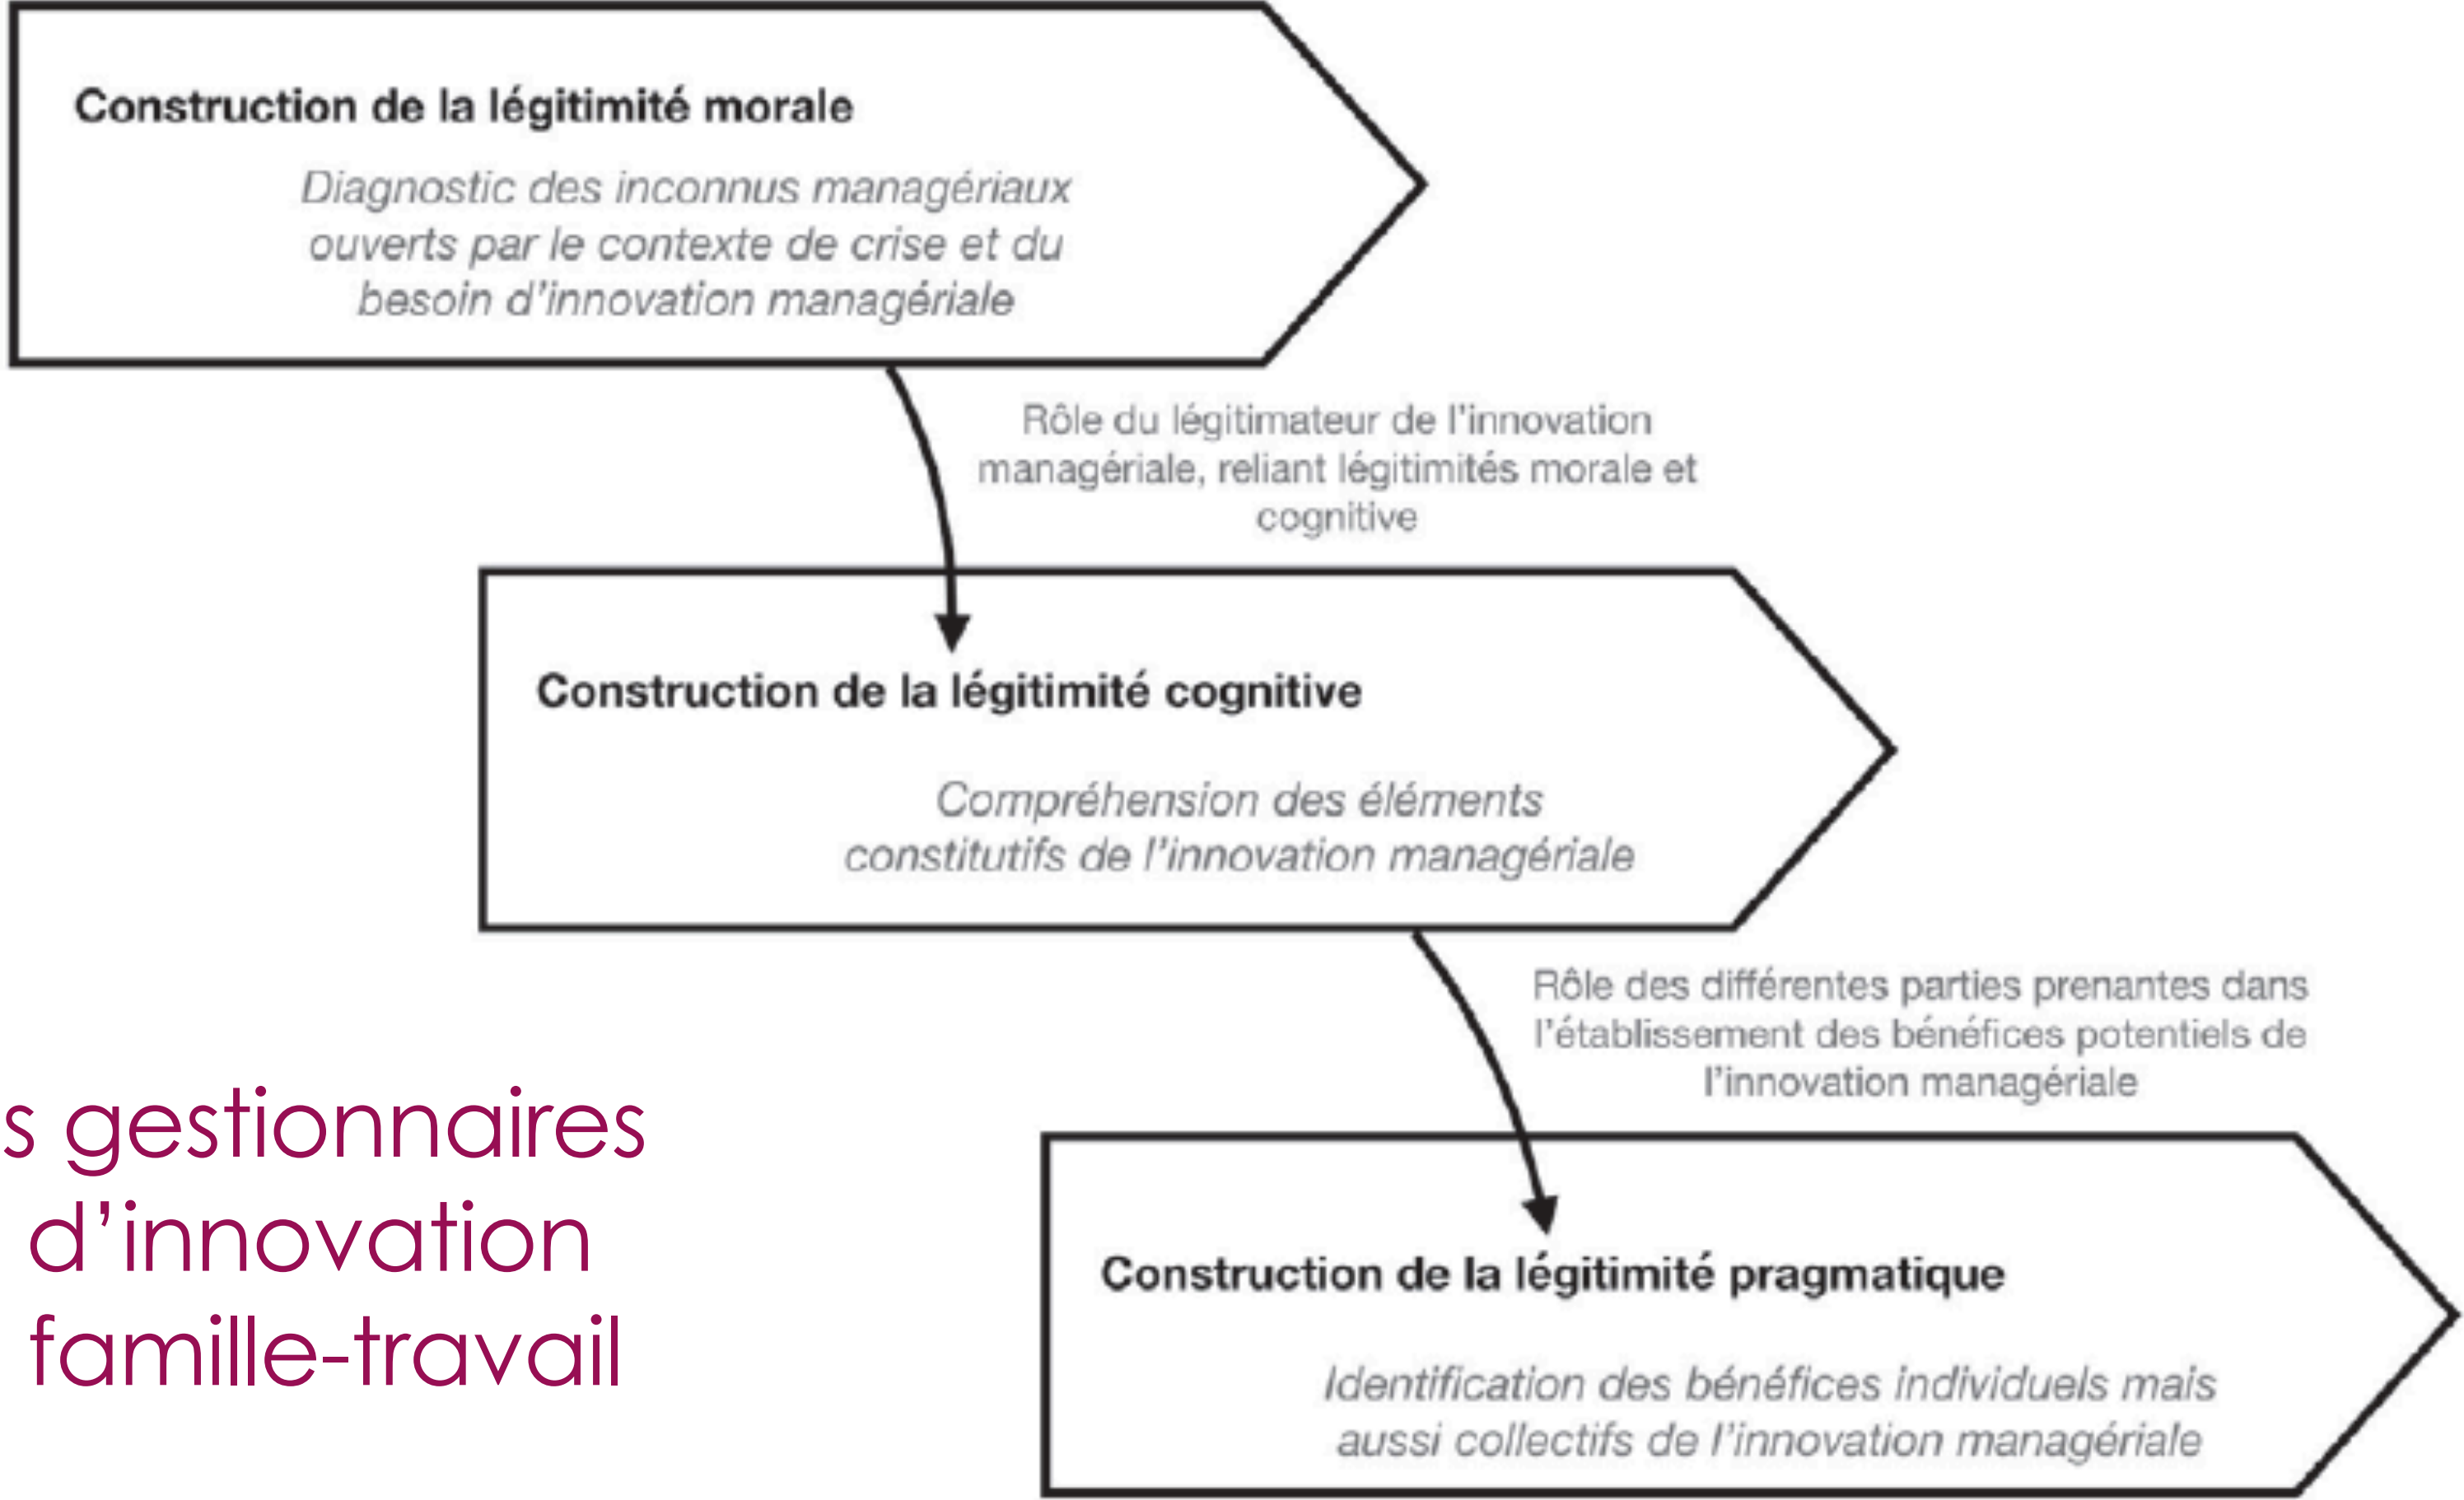 Construction de la légitimité morale
Diagnostic des inconnus managériaux
ouverts par le contexte de crise et du
besoin d'innovation managériale
Rôle du légitimateur de l'innovation
managériale, reliant légitimités morale et
cognitive
Construction de la légitimité cognitive
Compréhension des éléments
constitutifs de l'innovation managériale
Rôle des différentes parties prenantes dans
l'établissement des bénéfices potentiels de
l'innovation managériale
s gestionnaires
d'innovation
famille-travail
Construction de la légitimité pragmatique
Identification des bénéfices individuels mais
aussi collectifs de l'innovation managériale